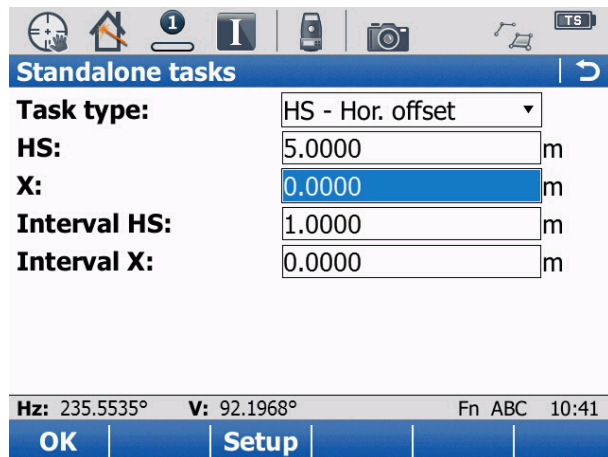 1 I TS
Standalone tasks
Task type: HS - Hor. offset
HS: 5.0000 m
X: 0.0000 m
Interval HS: 1.0000 m
Interval X: 0.0000 m
Hz: 235.5535° V: 92.1968° Fn ABC 10:41
OK Setup